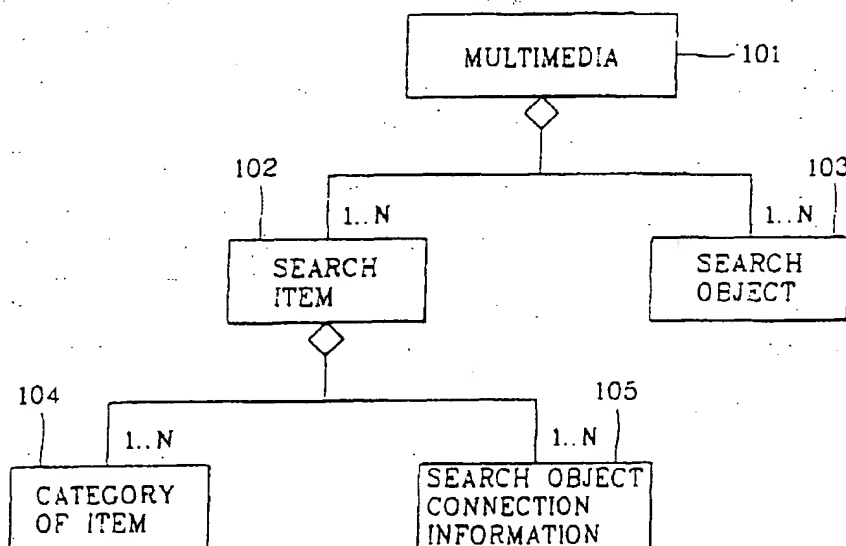 MULTIMEDIA
101
102
103
1..N
1..N
SEARCH
ITEM
SEARCH
OBJECT
104
105
1..N
1..N
CATEGORY
OF ITEM
SEARCH OBJECT
CONNECTION
INFORMATION